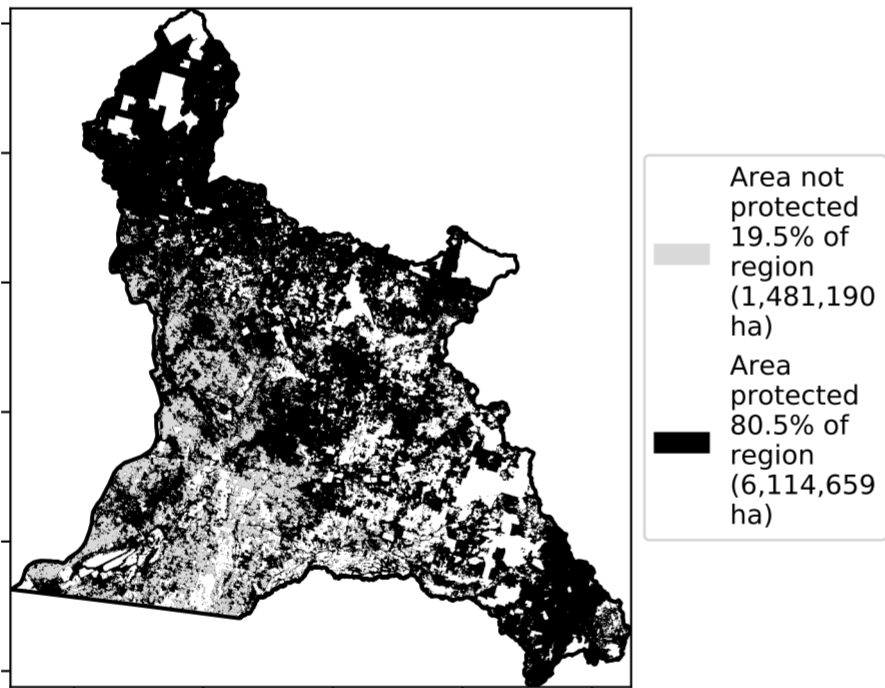 Area not
protected
19.5% of
region
(1,481,190
ha)
Area
protected
80.5% of
region
(6,114,659
ha)